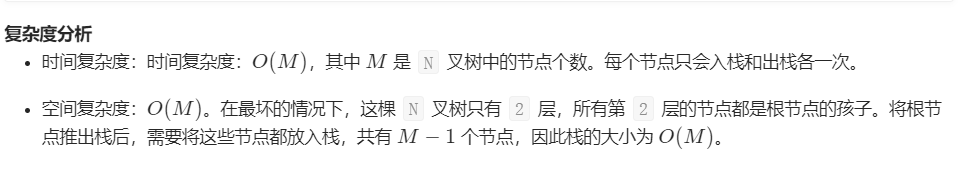 复杂度分析
• 时间复杂度：时间复杂度：O(M)，其中 M 是 N 叉树中的节点个数。每个节点只会入栈和出栈各一次。
• 空间复杂度：O(M)。在最坏的情况下，这棵 N 叉树只有 2 层，所有第 2 层的节点都是根节点的孩子。将根节
点推出栈后，需要将这些节点都放入栈，共有 M − 1 个节点，因此栈的大小为 O(M)。